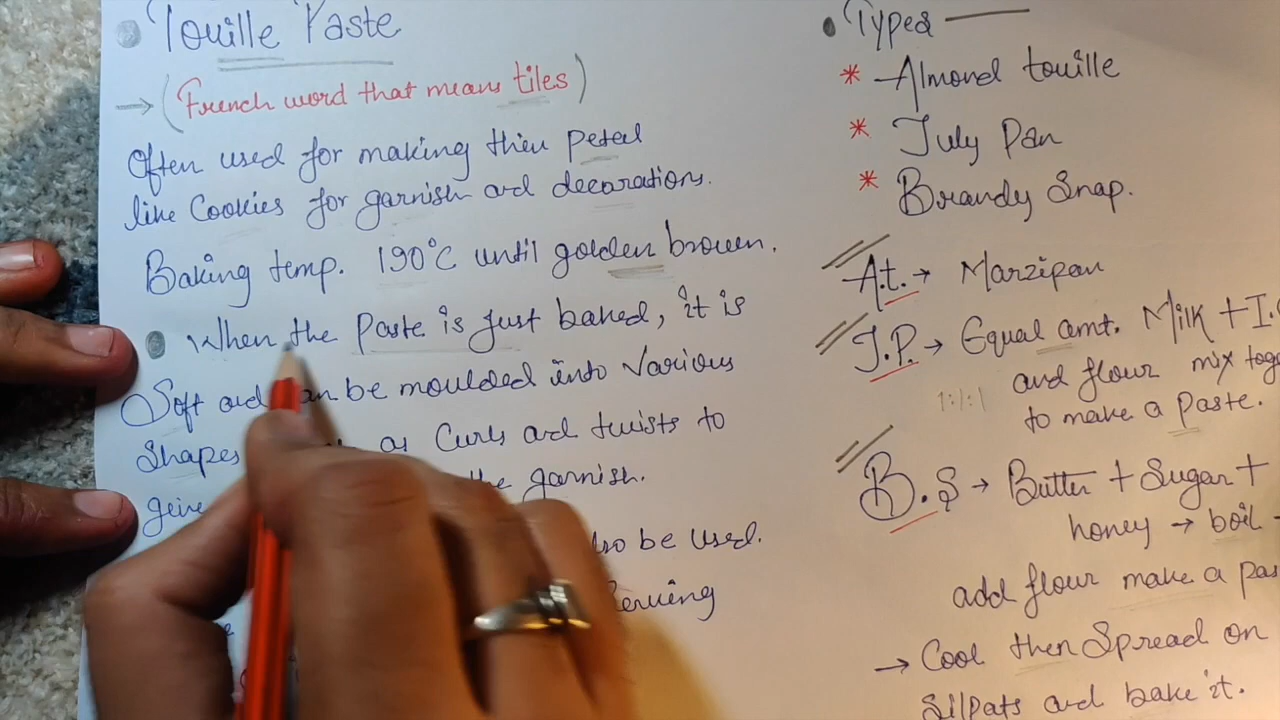 Touille Paste
(French word that means tiles)
Often used for making thin petal
like Cookies for garnish and decorations.
Baking temp. 190°C until golden brown.
When the Paste is just baked, it is
Soft and can be moulded into Various
Shapes as Curls and twists to
give the garnish.
also be used.
Serving
Types
* Almond touille
* July Pan
* Brandy Snap.
A.t. → Marzipan
J.P. → Equal amt. Milk + I.
and flour mix
1:1:1
to make a Paste.
B.S → Butter + Sugar +
honey → boil
add flour make a
→ Cool then Spread on
Silpats and bake it.